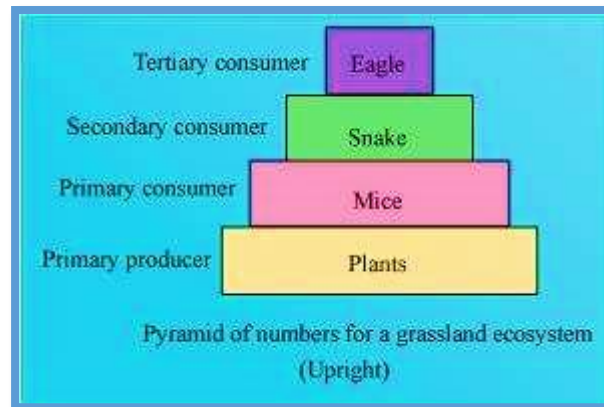 Tertiary consumer Eagle
Secondary consumer Snake
Primary consumer Mice
Primary producer Plants
Pyramid of numbers for a grassland ecosystem
(Upright)